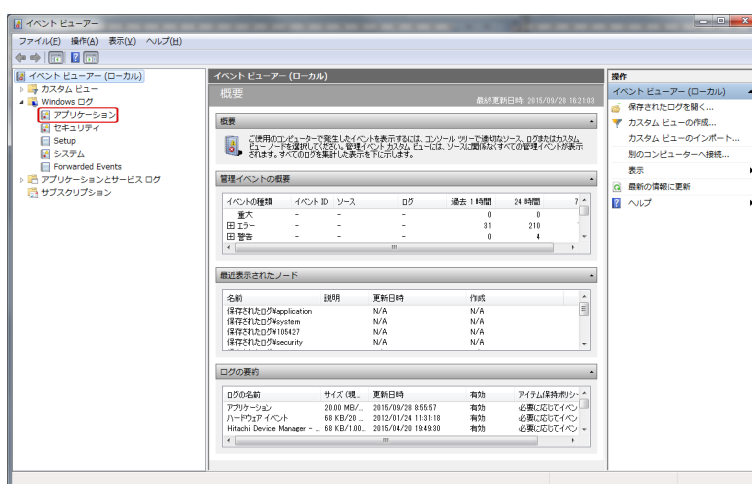 イベント ビューアー
ファイル(F) 操作(A) 表示(V) ヘルプ(H)
イベント ビューアー (ローカル)
カスタム ビュー
Windows ログ
アプリケーション
セキュリティ
Setup
システム
Forwarded Events
アプリケーションとサービス ログ
サブスクリプション
イベント ビューアー (ローカル)
概要
最終更新日時: 2015/09/28 16:21:03
概要
ご使用のコンピューターで発生したイベントを表示するには、コンソール ツリーで適切なソース、ログまたはカスタム
ビュー ノードを選択してください。管理イベント カスタム ビューには、ソースに関係なくすべての管理イベントが表示
されます。すべてのログを集計した表示を下に示します。
管理イベントの概要
イベントの種類 イベント ID ソース ログ 過去 1 時間 24 時間 7
重大 - - - 0 0
エラー - - - 31 210
警告 - - - 0 4
最近表示されたノード
名前 説明 更新日時 作成
保存されたログ¥application N/A N/A
保存されたログ¥system N/A N/A
保存されたログ¥105427 N/A N/A
保存されたログ¥security N/A N/A
ログの要約
ログの名前 サイズ (現... 更新日時 有効 アイテム保持ポリシ
アプリケーション 20.00 MB/... 2015/09/28 8:55:57 有効 必要に応じてイベン
ハードウェア イベント 68 KB/20 ... 2012/01/24 11:31:18 有効 必要に応じてイベン
Hitachi Device Manager - ... 68 KB/1.00... 2015/04/20 19:49:30 有効 必要に応じてイベン
操作
イベント ビューアー (ローカル)
保存されたログを開く...
カスタム ビューの作成...
カスタム ビューのインポート...
別のコンピューターへ接続...
表示
最新の情報に更新
ヘルプ